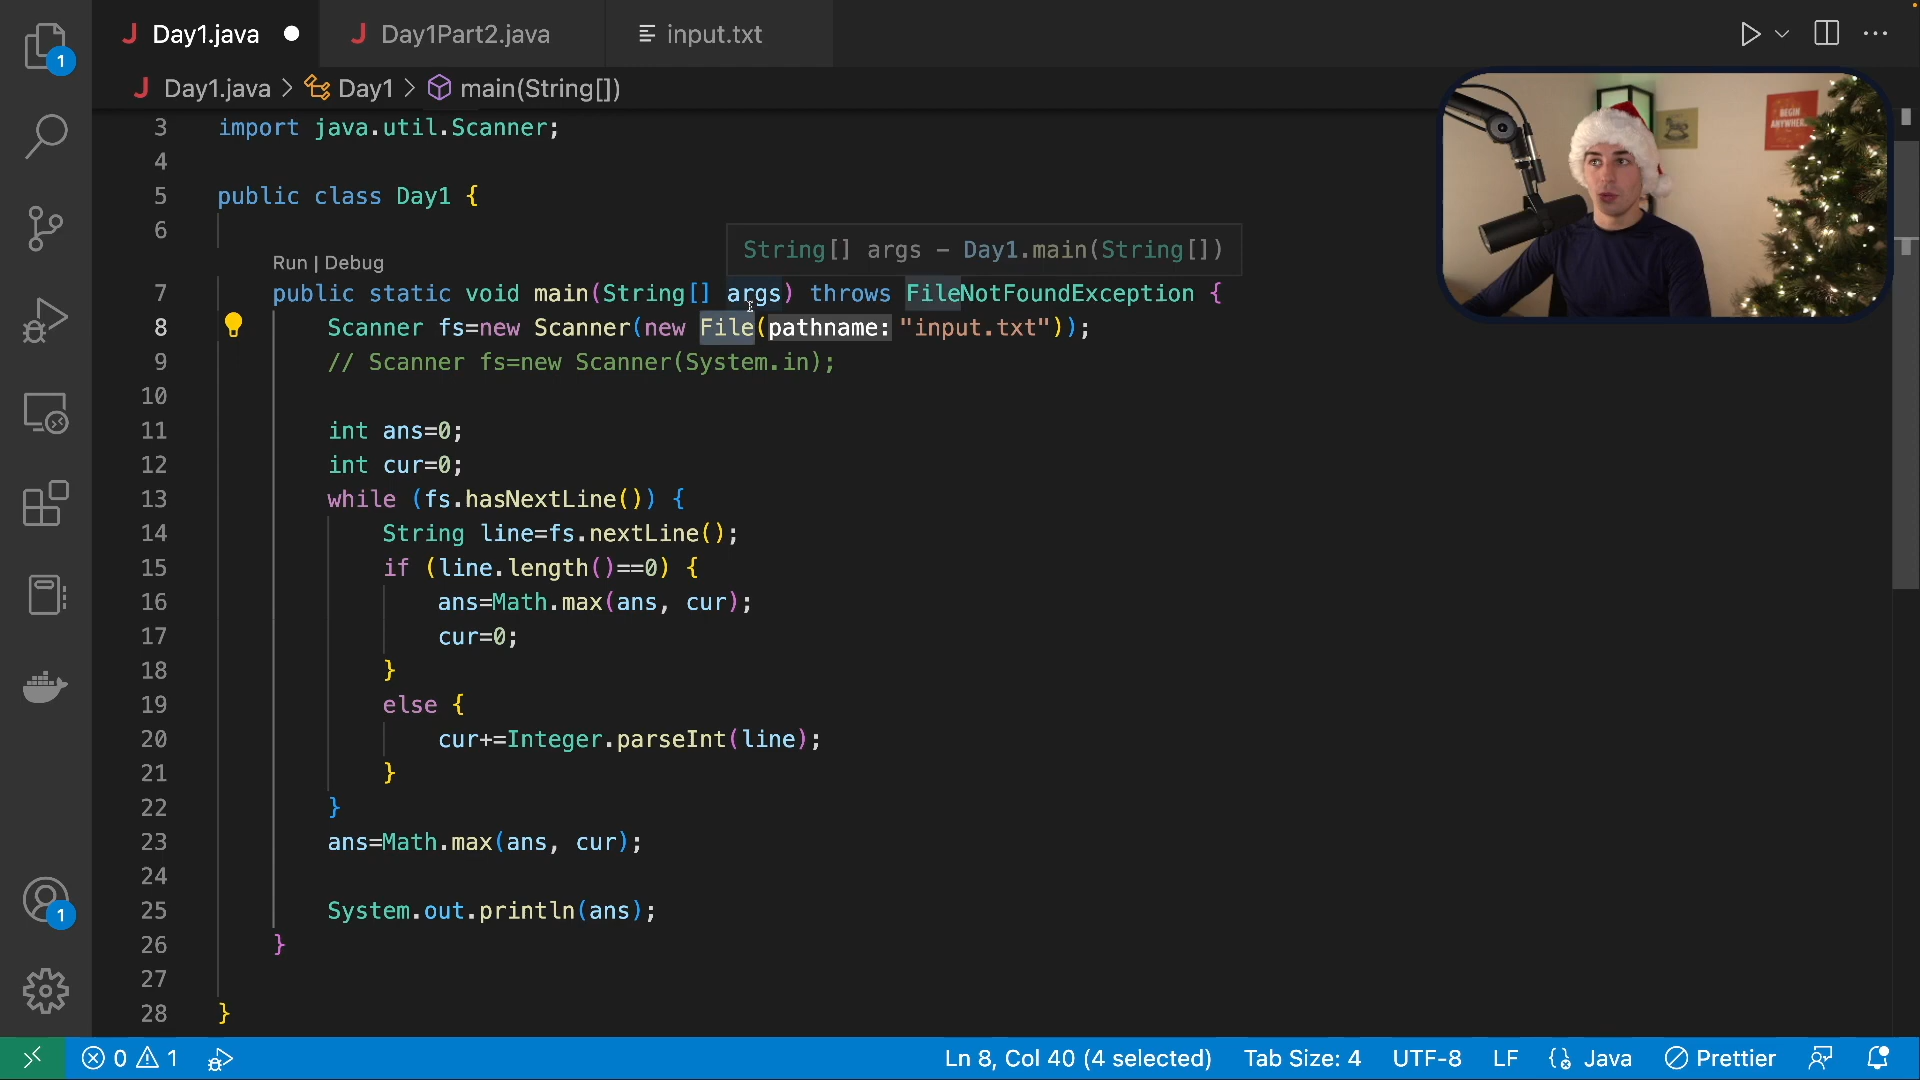 Day1.java
Day1Part2.java
input.txt
1
Day1.java > Day1 > main(String[])
3 import java.util.Scanner;
4
5 public class Day1 {
6
String[] args – Day1.main(String[])
Run | Debug
7 public static void main(String[] args) throws FileNotFoundException {
8 Scanner fs=new Scanner(new File(pathname: "input.txt"));
9 // Scanner fs=new Scanner(System.in);
10
11 int ans=0;
12 int cur=0;
13 while (fs.hasNextLine()) {
14 String line=fs.nextLine();
15 if (line.length()==0) {
16 ans=Math.max(ans, cur);
17 cur=0;
18 }
19 else {
20 cur+=Integer.parseInt(line);
21 }
22 }
23 ans=Math.max(ans, cur);
24
25 System.out.println(ans);
26 }
27
28 }
BEGIN
ANYWHERE.
1
0 1
Ln 8, Col 40 (4 selected) Tab Size: 4 UTF-8 LF {} Java Prettier